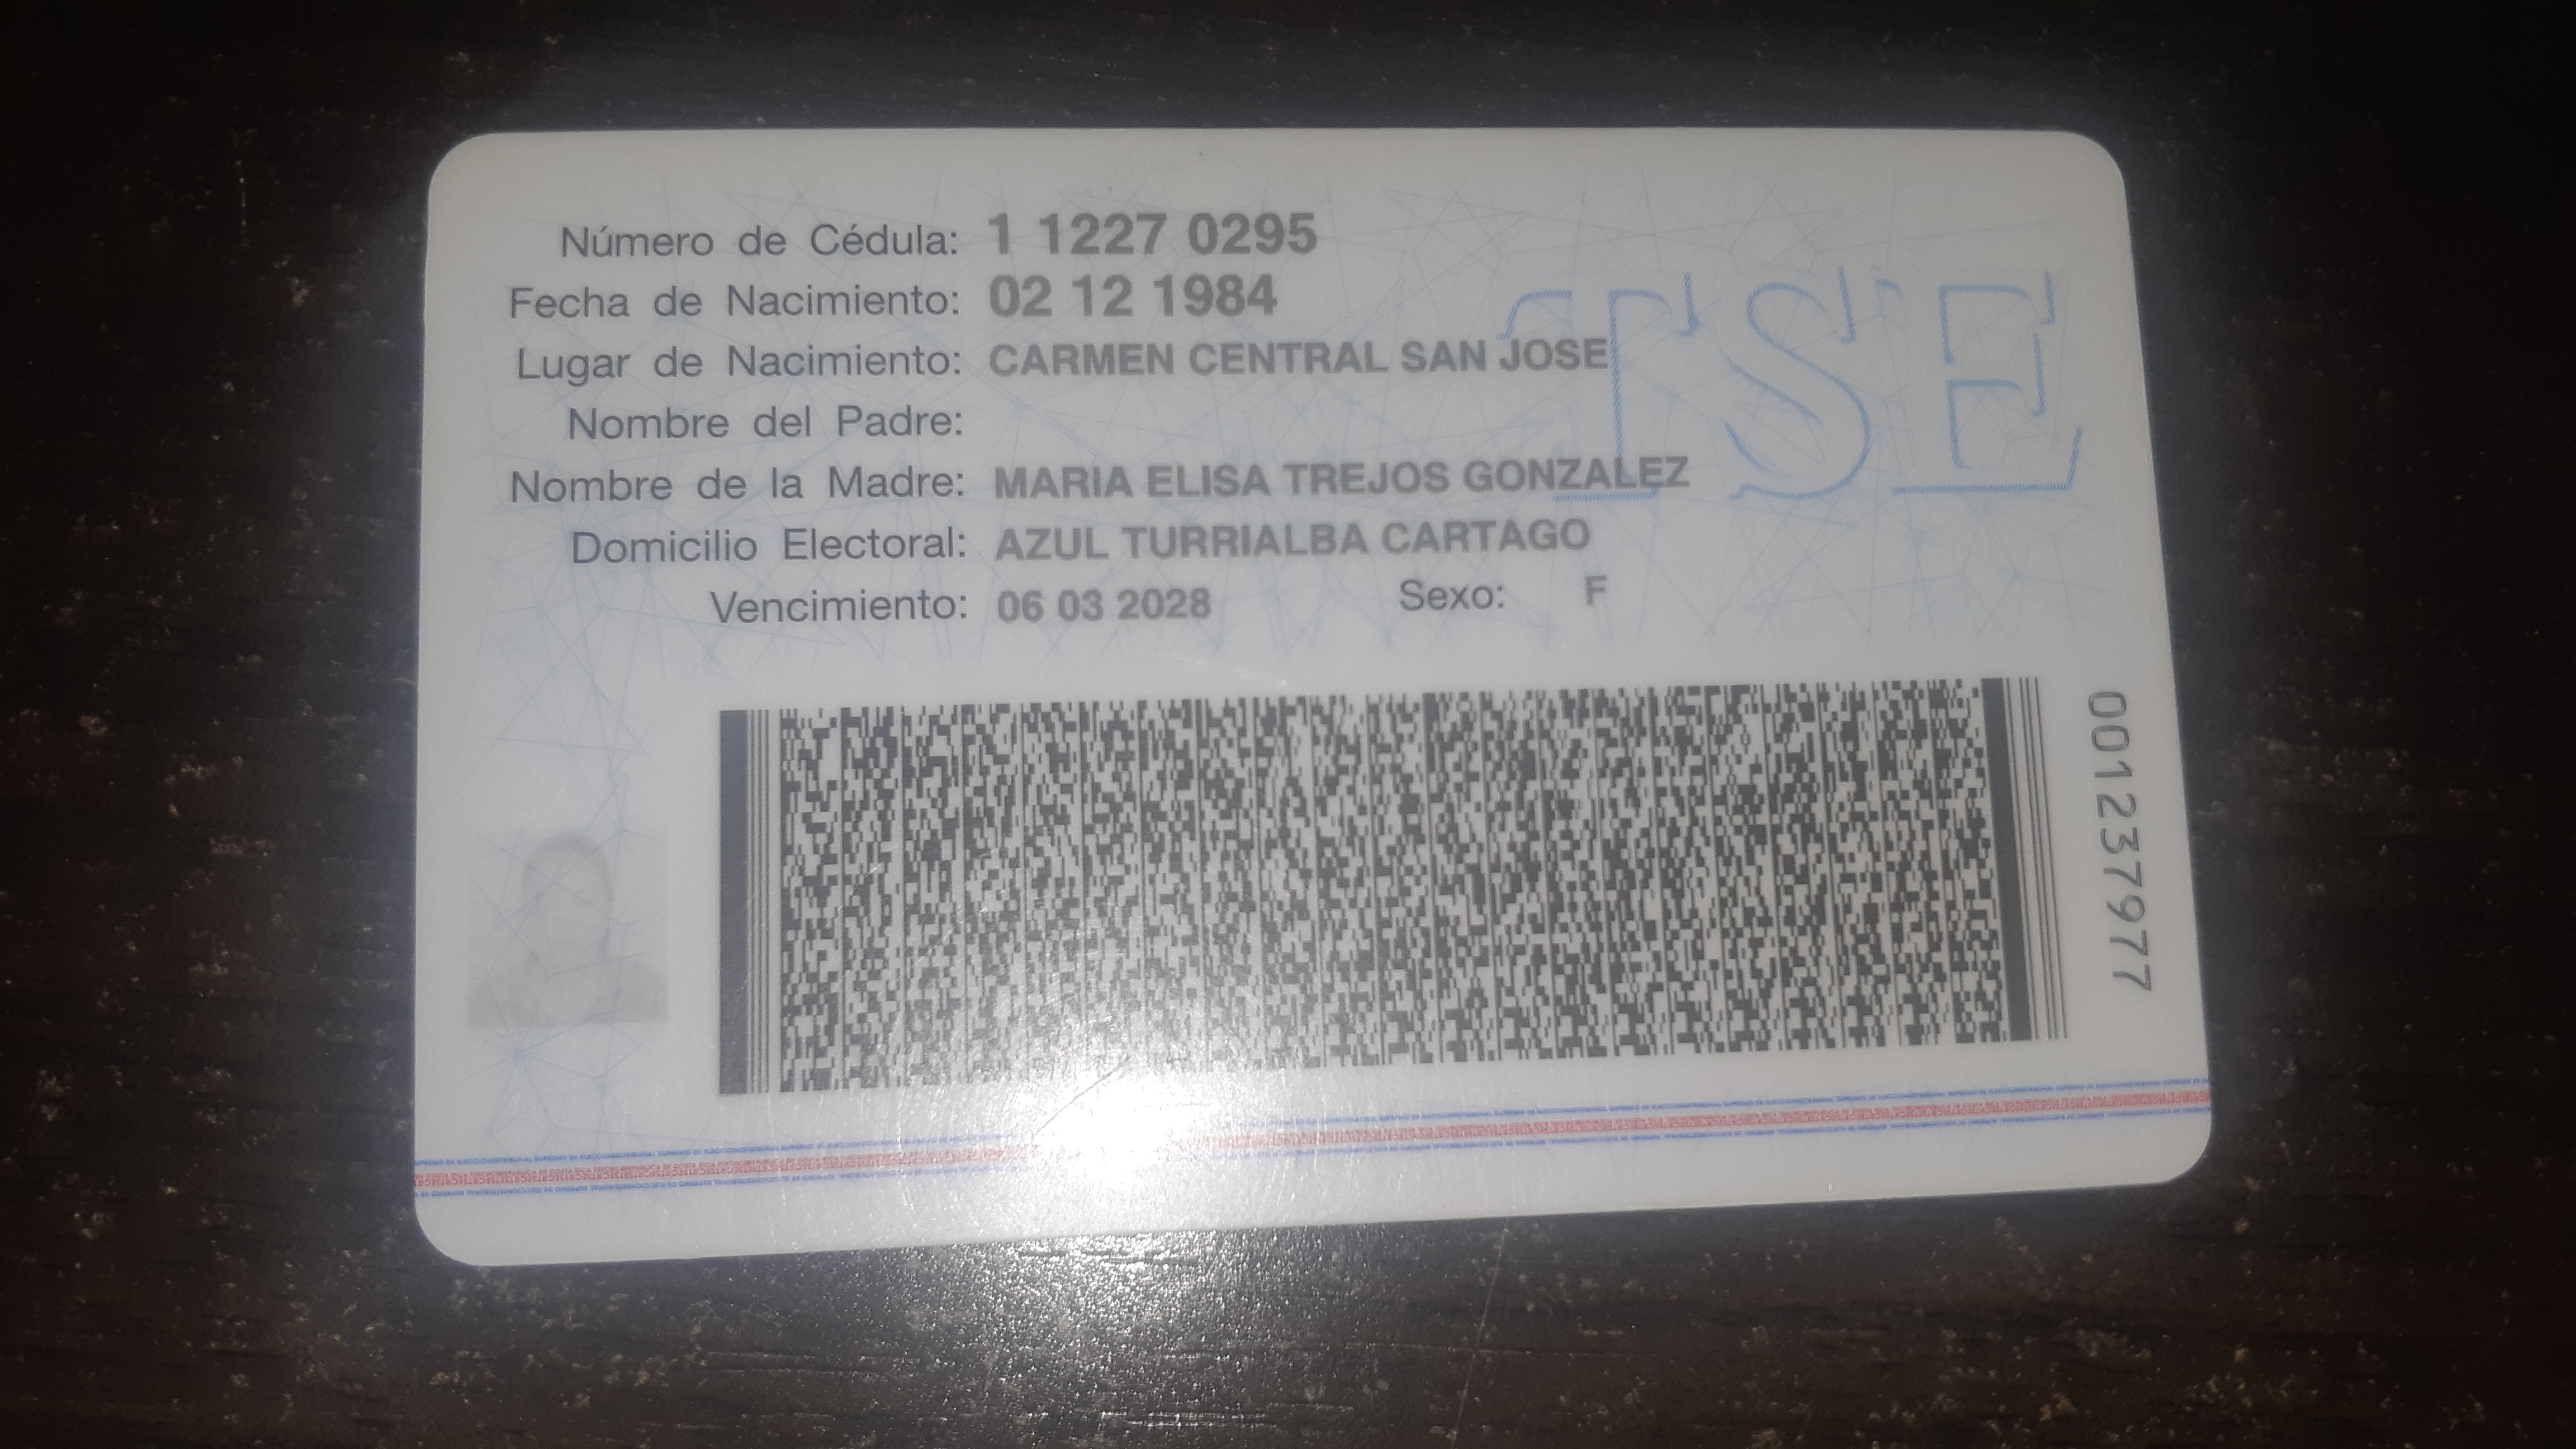 Número de Cédula: 1 1227 0295
Fecha de Nacimiento: 02 12 1984
Lugar de Nacimiento: CARMEN CENTRAL SAN JOSE
Nombre del Padre:
Nombre de la Madre: MARIA ELISA TREJOS GONZALEZ
Domicilio Electoral: AZUL TURRIALBA CARTAGO
Vencimiento: 06 03 2028 Sexo: F
TSE
001237977